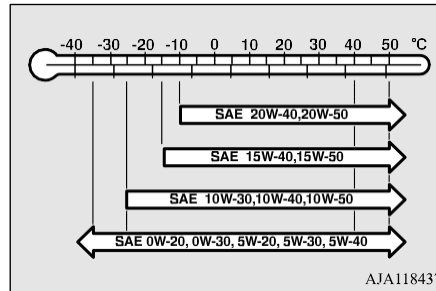 -40 -30 -20 -10 0 10 20 30 40 50 °C
SAE 20W-40,20W-50
SAE 15W-40,15W-50
SAE 10W-30,10W-40,10W-50
SAE 0W-20, 0W-30, 5W-20, 5W-30, 5W-40
AJA118437